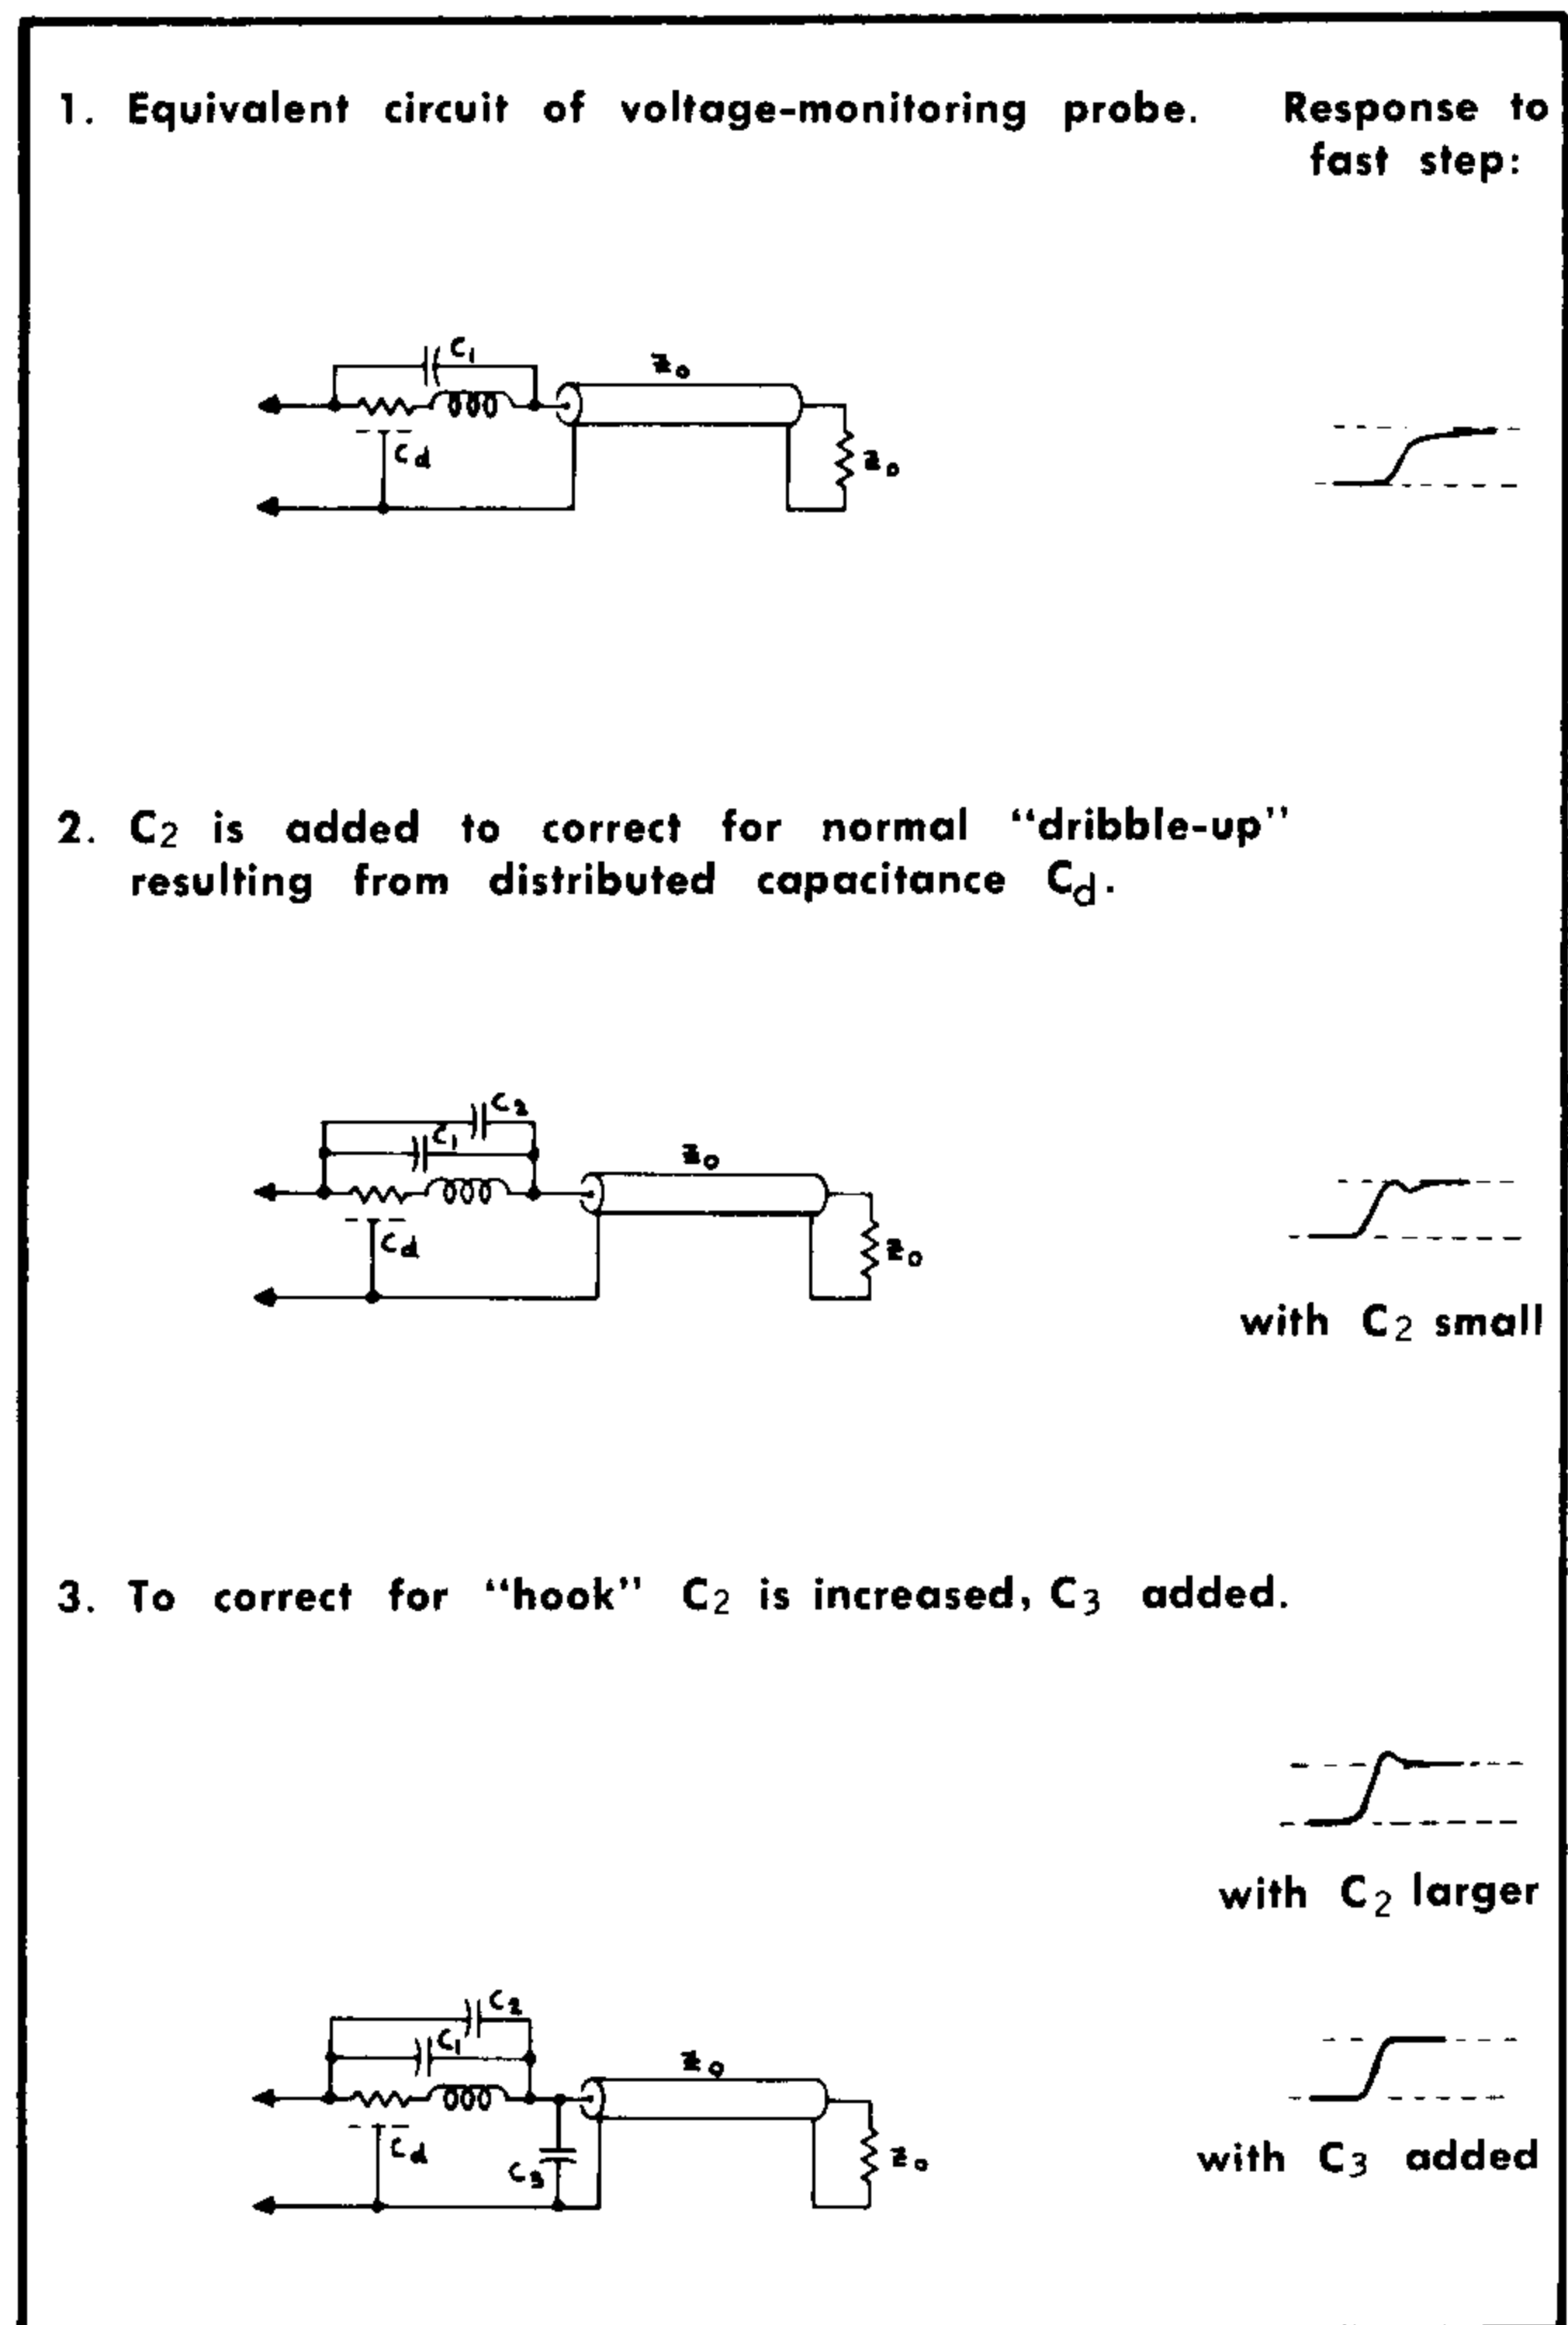 1. Equivalent circuit of voltage-monitoring probe.
Response to
fast step:
C₁
Z₀
Cd
Z₀
2. C₂ is added to correct for normal “dribble-up”
resulting from distributed capacitance Cd.
C₂
C₁
Z₀
Cd
Z₀
with C₂ small
3. To correct for “hook” C₂ is increased, C₃ added.
with C₂ larger
C₂
C₁
Z₀
Cd
C₃
Z₀
with C₃ added